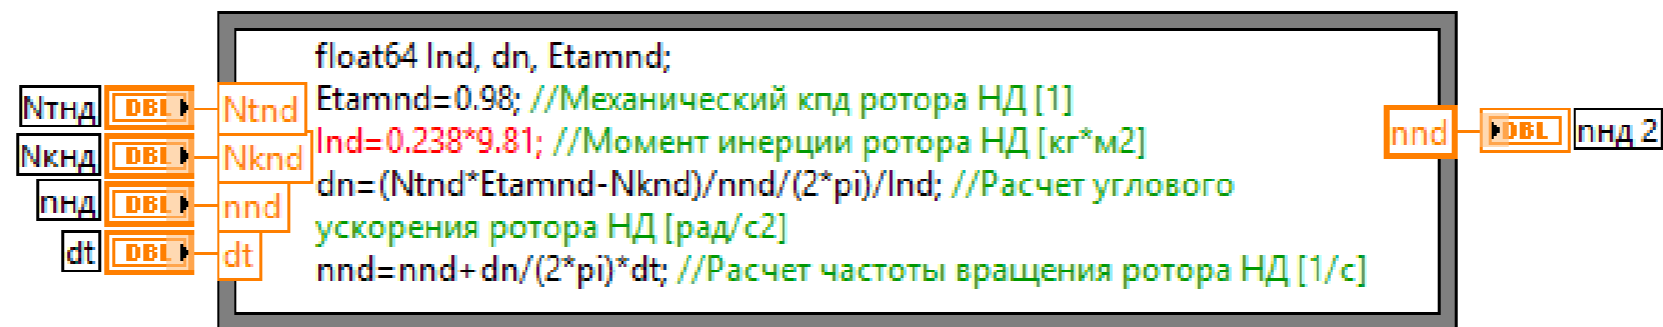 float64 Ind, dn, Etamnd;
Nтнд DBL Ntnd Etamnd=0.98; //Механический кпд ротора НД [1]
nnd DBL nнд 2
Nкнд DBL Nknd Ind=0.238*9.81; //Момент инерции ротора НД [кг*м2]
dn=(Ntnd*Etamnd-Nknd)/nnd/(2*pi)/Ind; //Расчет углового
nнд DBL nnd
ускорения ротора НД [рад/с2]
dt DBL dt
nnd=nnd+dn/(2*pi)*dt; //Расчет частоты вращения ротора НД [1/с]